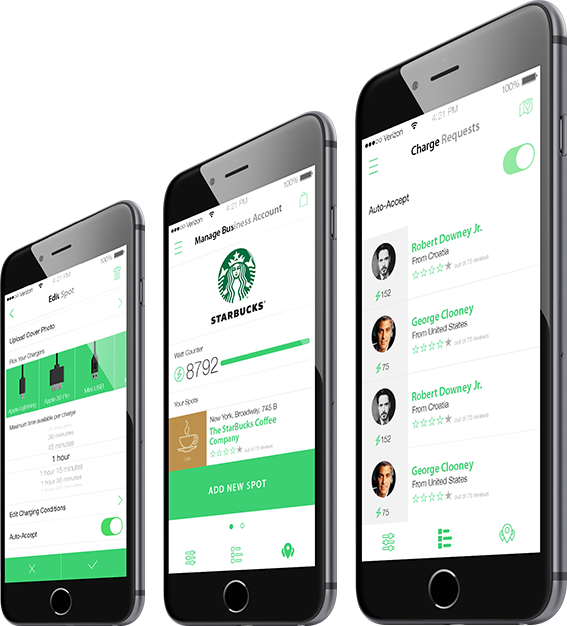 Verizon
4:21 PM
100%
Edit Spot
Upload Cover Photo
Pick Your Chargers
Apple Lightning
Apple 30 Pin
Mini USB
Maximum time available per charge
30 minutes
45 minutes
1 hour
1 hour 15 minutes
1 hour 30 minutes
Edit Charging Conditions
Auto-Accept
Verizon
4:21 PM
100%
Manage Business Account
STARBUCKS
Watt Counter
8792
Your Spots
New York, Broadway, 745 B
The StarBucks Coffee
Company
out of 75 reviews
ADD NEW SPOT
Verizon
4:21 PM
100%
Charge Requests
Auto-Accept
Robert Downey Jr.
From Croatia
out of 73 reviews
152
George Clooney
From United States
out of 75 reviews
75
Robert Downey Jr.
From Croatia
out of 73 reviews
152
George Clooney
From United States
out of 75 reviews
75